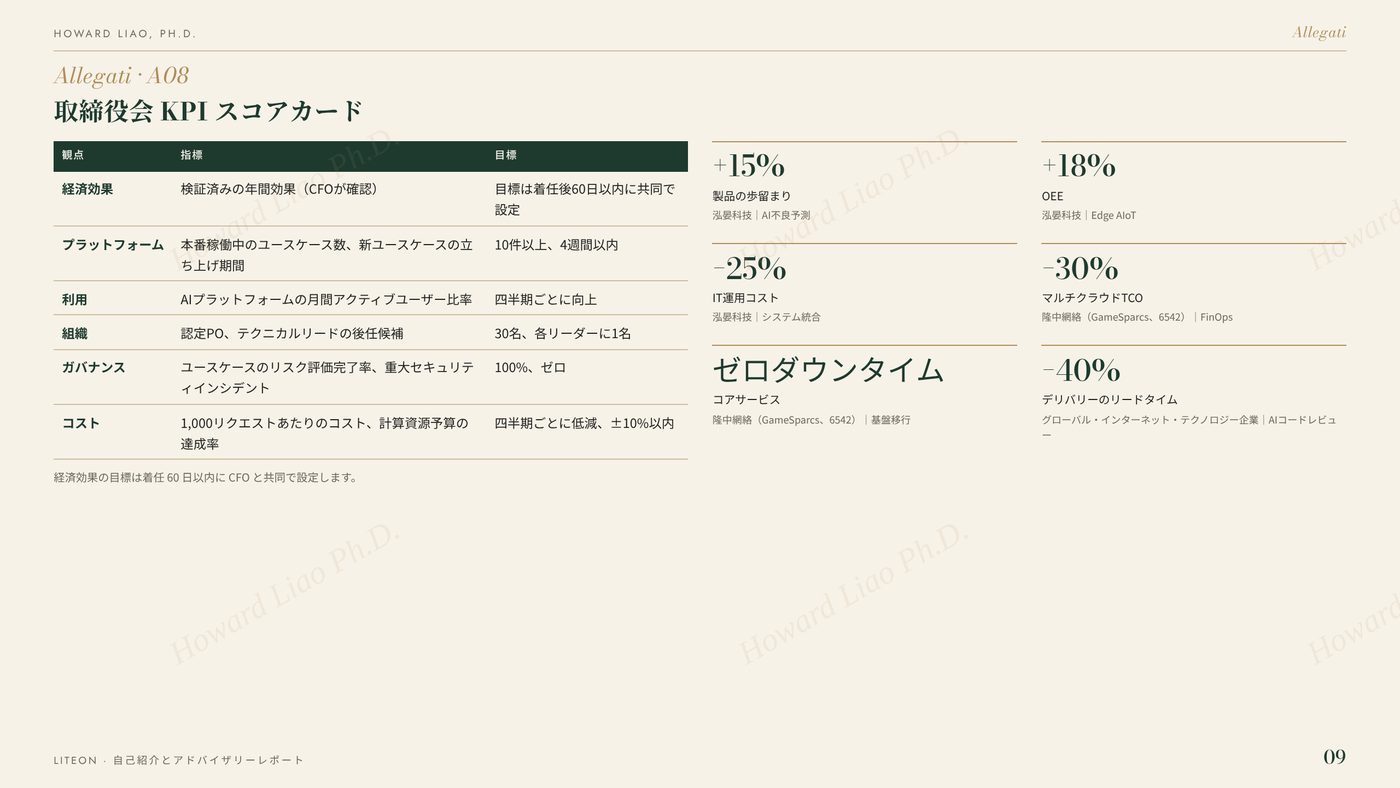 HOWARD LIAO, PH.D.
Allegati
Allegati · A08
取締役会 KPI スコアカード
観点 指標 目標
経済効果 検証済みの年間効果（CFOが確認） 目標は着任後60日以内に共同で
設定
プラットフォーム 本番稼働中のユースケース数、新ユースケースの立 10件以上、4週間以内
ち上げ期間
利用 AIプラットフォームの月間アクティブユーザー比率 四半期ごとに向上
組織 認定PO、テクニカルリードの後任候補 30名、各リーダーに1名
ガバナンス ユースケースのリスク評価完了率、重大セキュリテ 100%、ゼロ
ィインシデント
コスト 1,000リクエストあたりのコスト、計算資源予算の 四半期ごとに低減、±10%以内
達成率
経済効果の目標は着任 60 日以内に CFO と共同で設定します。
+15%
製品の歩留まり
泓晏科技｜AI不良予測
+18%
OEE
泓晏科技｜Edge AIoT
−25%
IT運用コスト
泓晏科技｜システム統合
−30%
マルチクラウドTCO
隆中網絡（GameSparcs、6542）｜FinOps
ゼロダウンタイム
コアサービス
隆中網絡（GameSparcs、6542）｜基盤移行
−40%
デリバリーのリードタイム
グローバル・インターネット・テクノロジー企業｜AIコードレビュ
ー
Howard Liao Ph.D.
Howard Liao Ph.D.
Howard
Howard Liao Ph.D.
Howard Liao Ph.D.
Howard
LITEON · 自己紹介とアドバイザリーレポート
09